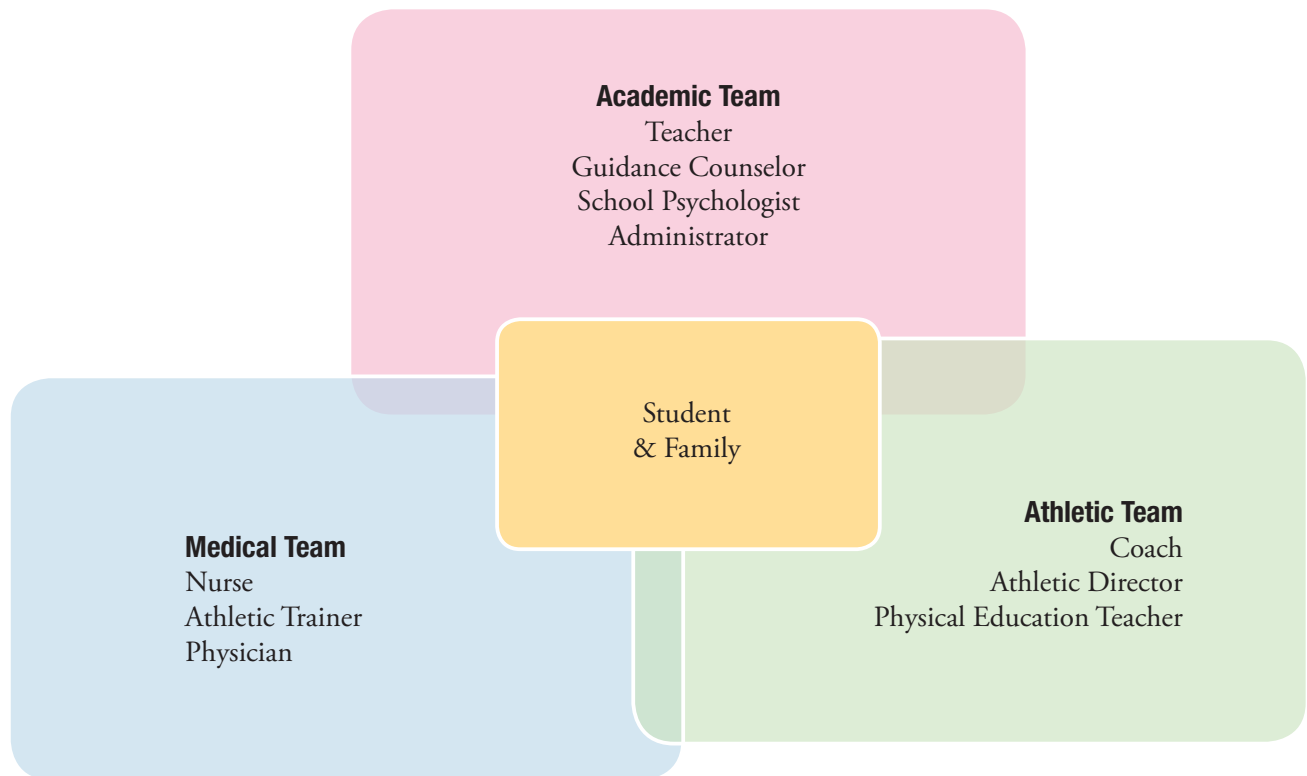 Academic Team
Teacher
Guidance Counselor
School Psychologist
Administrator
Student
& Family
Medical Team
Nurse
Athletic Trainer
Physician
Athletic Team
Coach
Athletic Director
Physical Education Teacher